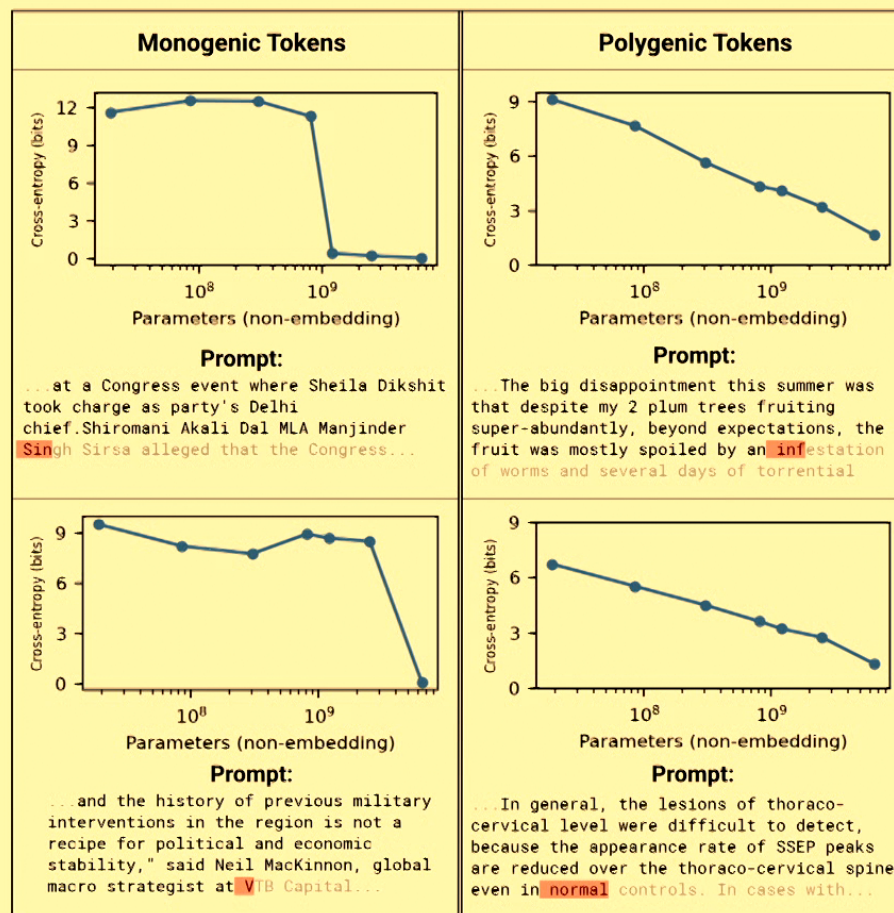 Monogenic Tokens
Polygenic Tokens
12
9
6
3
0
Cross-entropy (bits)
10⁸
10⁹
Parameters (non-embedding)
Prompt:
...at a Congress event where Sheila Dikshit
took charge as party's Delhi
chief.Shiromani Akali Dal MLA Manjinder
Singh Sirsa alleged that the Congress...
9
6
3
0
Cross-entropy (bits)
10⁸
10⁹
Parameters (non-embedding)
Prompt:
...The big disappointment this summer was
that despite my 2 plum trees fruiting
super-abundantly, beyond expectations, the
fruit was mostly spoiled by an infestation
of worms and several days of torrential
9
6
3
0
Cross-entropy (bits)
10⁸
10⁹
Parameters (non-embedding)
Prompt:
...and the history of previous military
interventions in the region is not a
recipe for political and economic
stability," said Neil MacKinnon, global
macro strategist at VTB Capital...
9
6
3
0
Cross-entropy (bits)
10⁸
10⁹
Parameters (non-embedding)
Prompt:
...In general, the lesions of thoraco-
cervical level were difficult to detect,
because the appearance rate of SSEP peaks
are reduced over the thoraco-cervical spine
even in normal controls. In cases with...